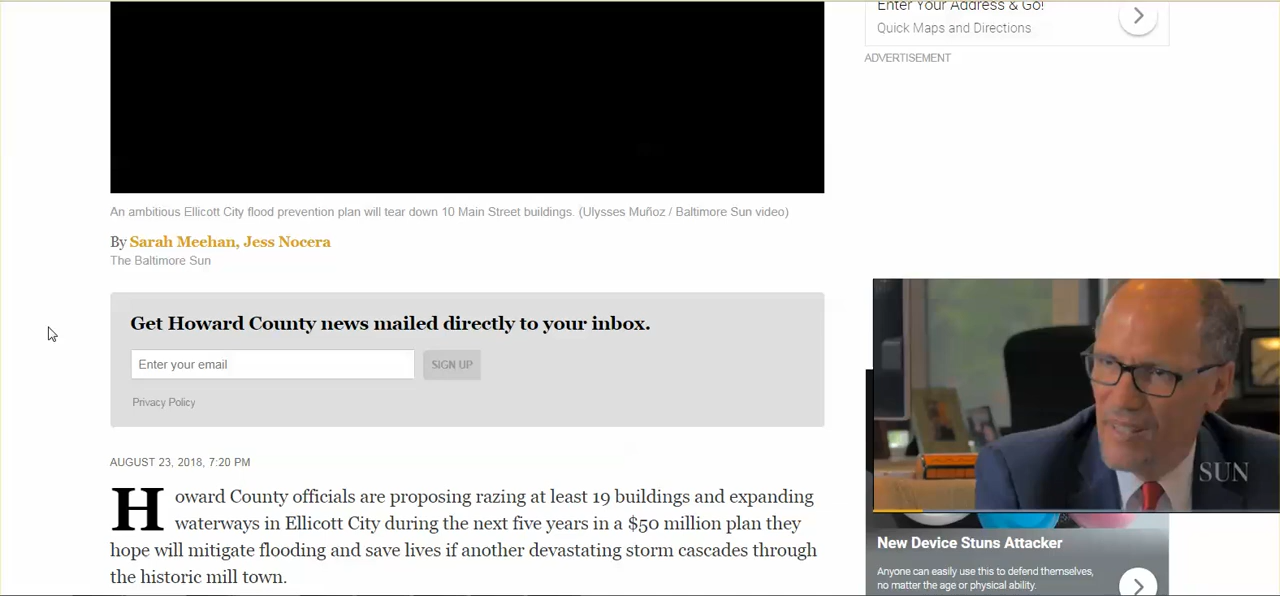 Enter Your Address & Go!
Quick Maps and Directions
ADVERTISEMENT
An ambitious Ellicott City flood prevention plan will tear down 10 Main Street buildings. (Ulysses Muñoz / Baltimore Sun video)
By Sarah Meehan, Jess Nocera
The Baltimore Sun
Get Howard County news mailed directly to your inbox.
Enter your email
SIGN UP
Privacy Policy
AUGUST 23, 2018, 7:20 PM
Howard County officials are proposing razing at least 19 buildings and expanding
waterways in Ellicott City during the next five years in a $50 million plan they
hope will mitigate flooding and save lives if another devastating storm cascades through
the historic mill town.
SUN
New Device Stuns Attacker
Anyone can easily use this to defend themselves,
no matter the age or physical ability.